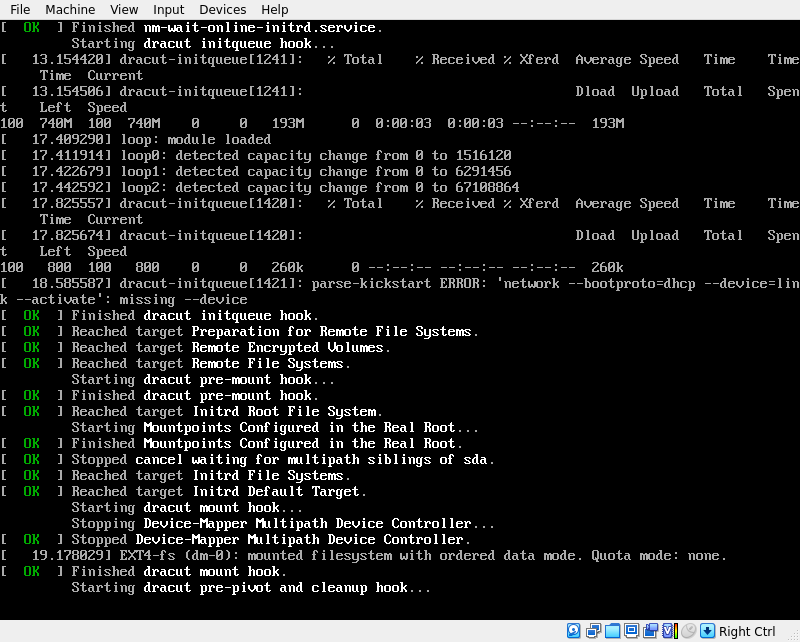 File Machine View Input Devices Help
[  OK  ] Finished nm-wait-online-initrd.service.
         Starting dracut initqueue hook...
[   13.154420] dracut-initqueue[1241]:   % Total    % Received % Xferd  Average Speed   Time    Time
     Time  Current
[   13.154506] dracut-initqueue[1241]:                                  Dload  Upload   Total   Spen
t    Left  Speed
100  740M  100  740M    0     0   193M      0  0:00:03  0:00:03 --:--:--  193M
[   17.409290] loop: module loaded
[   17.411914] loop0: detected capacity change from 0 to 1516120
[   17.422679] loop1: detected capacity change from 0 to 6291456
[   17.442592] loop2: detected capacity change from 0 to 67108864
[   17.825557] dracut-initqueue[1420]:   % Total    % Received % Xferd  Average Speed   Time    Time
     Time  Current
[   17.825674] dracut-initqueue[1420]:                                  Dload  Upload   Total   Spen
t    Left  Speed
100   800  100   800    0     0   260k      0 --:--:-- --:--:-- --:--:--  260k
[   18.585587] dracut-initqueue[1421]: parse-kickstart ERROR: 'network --bootproto=dhcp --device=lin
k --activate': missing --device
[  OK  ] Finished dracut initqueue hook.
[  OK  ] Reached target Preparation for Remote File Systems.
[  OK  ] Reached target Remote Encrypted Volumes.
[  OK  ] Reached target Remote File Systems.
         Starting dracut pre-mount hook...
[  OK  ] Finished dracut pre-mount hook.
[  OK  ] Reached target Initrd Root File System.
         Starting Mountpoints Configured in the Real Root...
[  OK  ] Finished Mountpoints Configured in the Real Root.
[  OK  ] Stopped cancel waiting for multipath siblings of sda.
[  OK  ] Reached target Initrd File Systems.
[  OK  ] Reached target Initrd Default Target.
         Starting dracut mount hook...
         Stopping Device-Mapper Multipath Device Controller...
[  OK  ] Stopped Device-Mapper Multipath Device Controller.
[   19.178029] EXT4-fs (dm-0): mounted filesystem with ordered data mode. Quota mode: none.
[  OK  ] Finished dracut mount hook.
         Starting dracut pre-pivot and cleanup hook...
Right Ctrl